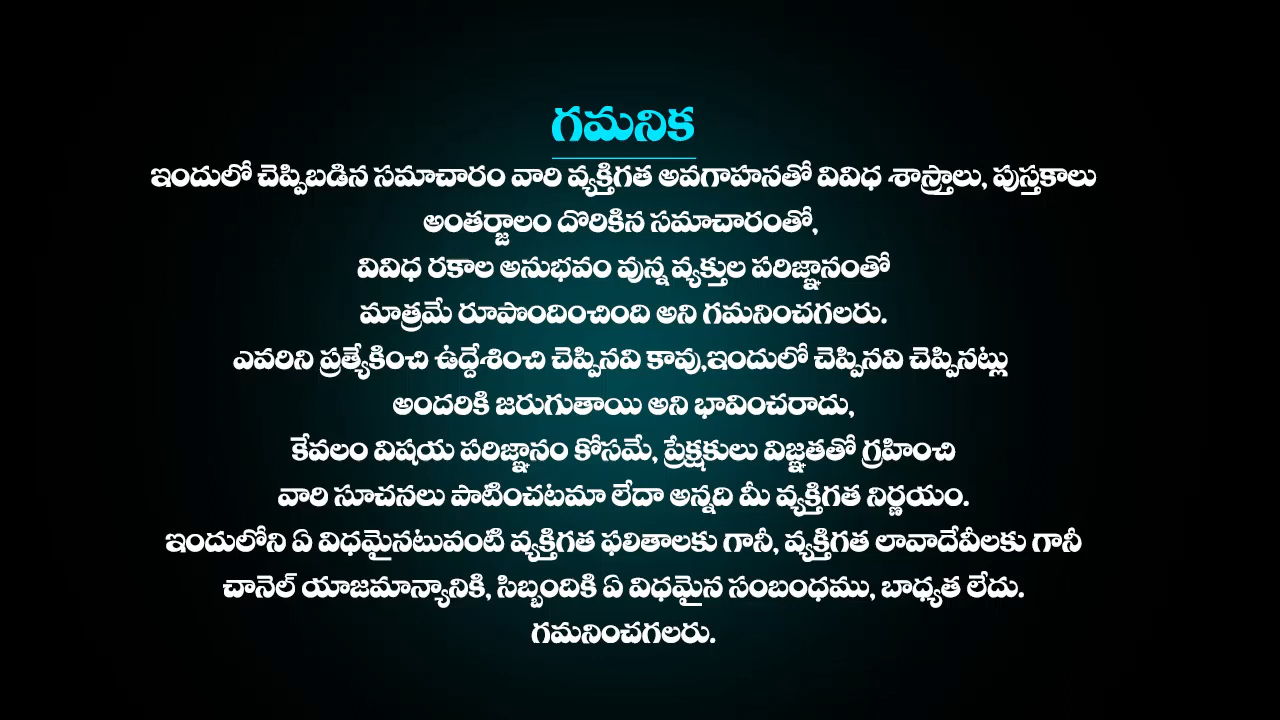 గమనిక
ఇందులో చెప్పిబడిన సమాచారం వారి వ్యక్తిగత అవగాహనతో వివిధ శాస్త్రాలు, పుస్తకాలు
అంతర్జాలం దొరికిన సమాచారంతో,
వివిధ రకాల అనుభవం వున్న వ్యక్తుల పరిజ్ఞానంతో
మాత్రమే రూపొందించింది అని గమనించగలరు.
ఎవరిని ప్రత్యేకించి ఉద్దేశించి చెప్పినవి కావు,ఇందులో చెప్పినవి చెప్పినట్లు
అందరికి జరుగుతాయి అని భావించరాదు,
కేవలం విషయ పరిజ్ఞానం కోసమే, ప్రేక్షకులు విజ్ఞతతో గ్రహించి
వారి సూచనలు పాటించటమా లేదా అన్నది మీ వ్యక్తిగత నిర్ణయం.
ఇందులోని ఏ విధమైనటువంటి వ్యక్తిగత ఫలితాలకు గానీ, వ్యక్తిగత లావాదేవీలకు గానీ
చానెల్ యాజమాన్యానికి, సిబ్బందికి ఏ విధమైన సంబంధము, బాధ్యత లేదు.
గమనించగలరు.